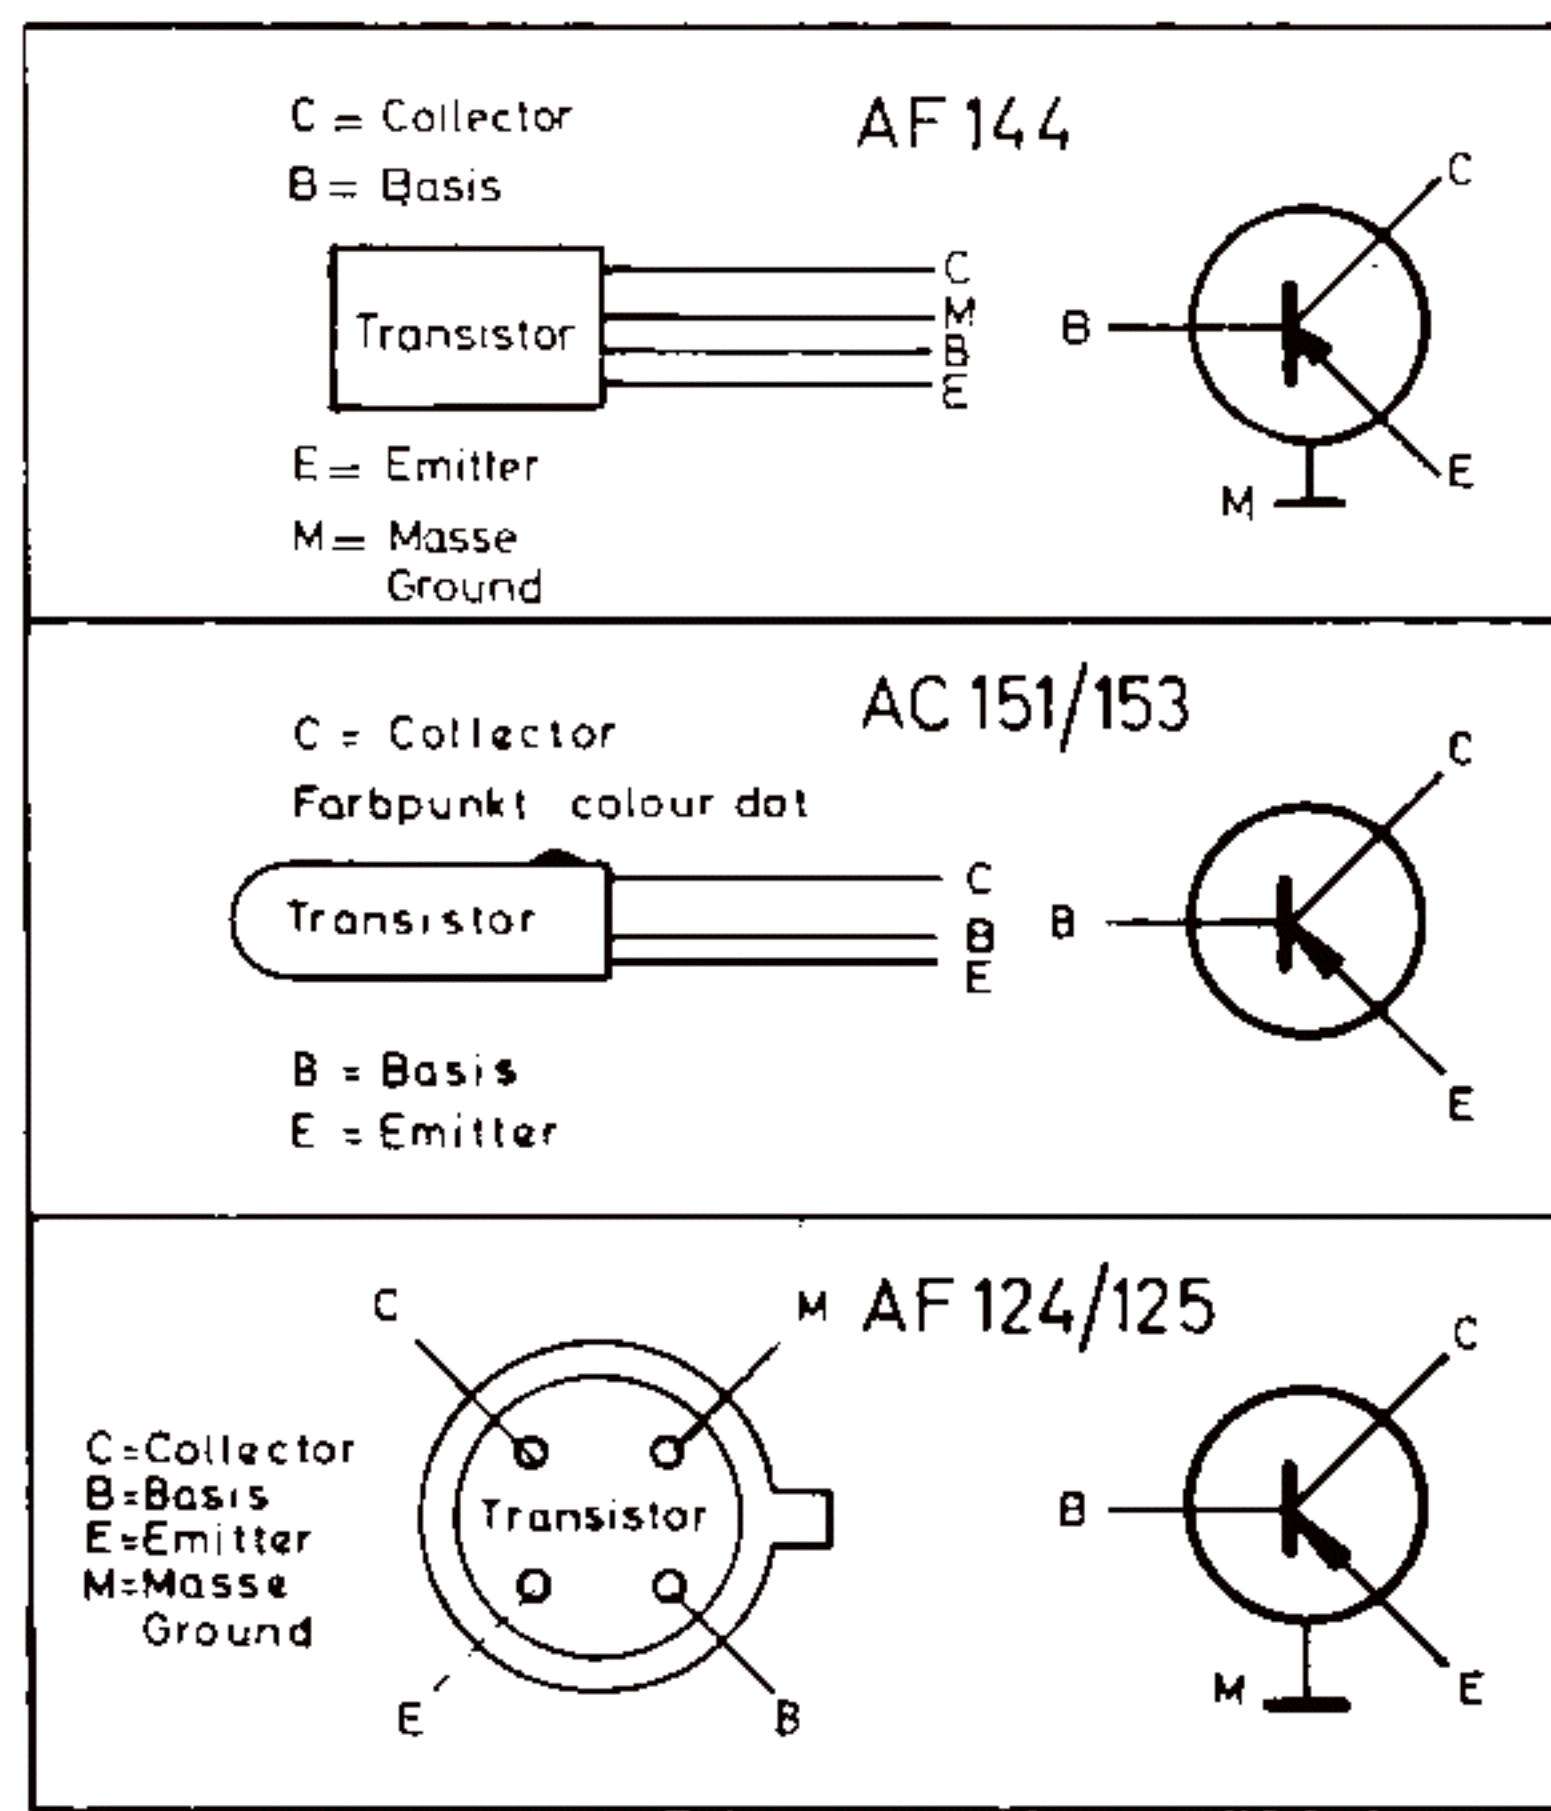 C = Collector
AF 144
B = Basis
C
Transistor
C
M
B
E
B
E = Emitter
M = Masse
Ground
M
E
AC 151/153
C = Collector
Farbpunkt colour dot
C
Transistor
C
B
E
B
B = Basis
E = Emitter
E
AF 124/125
C
M
C
C=Collector
B=Basis
E=Emitter
M=Masse
Ground
Transistor
B
E
B
M
E